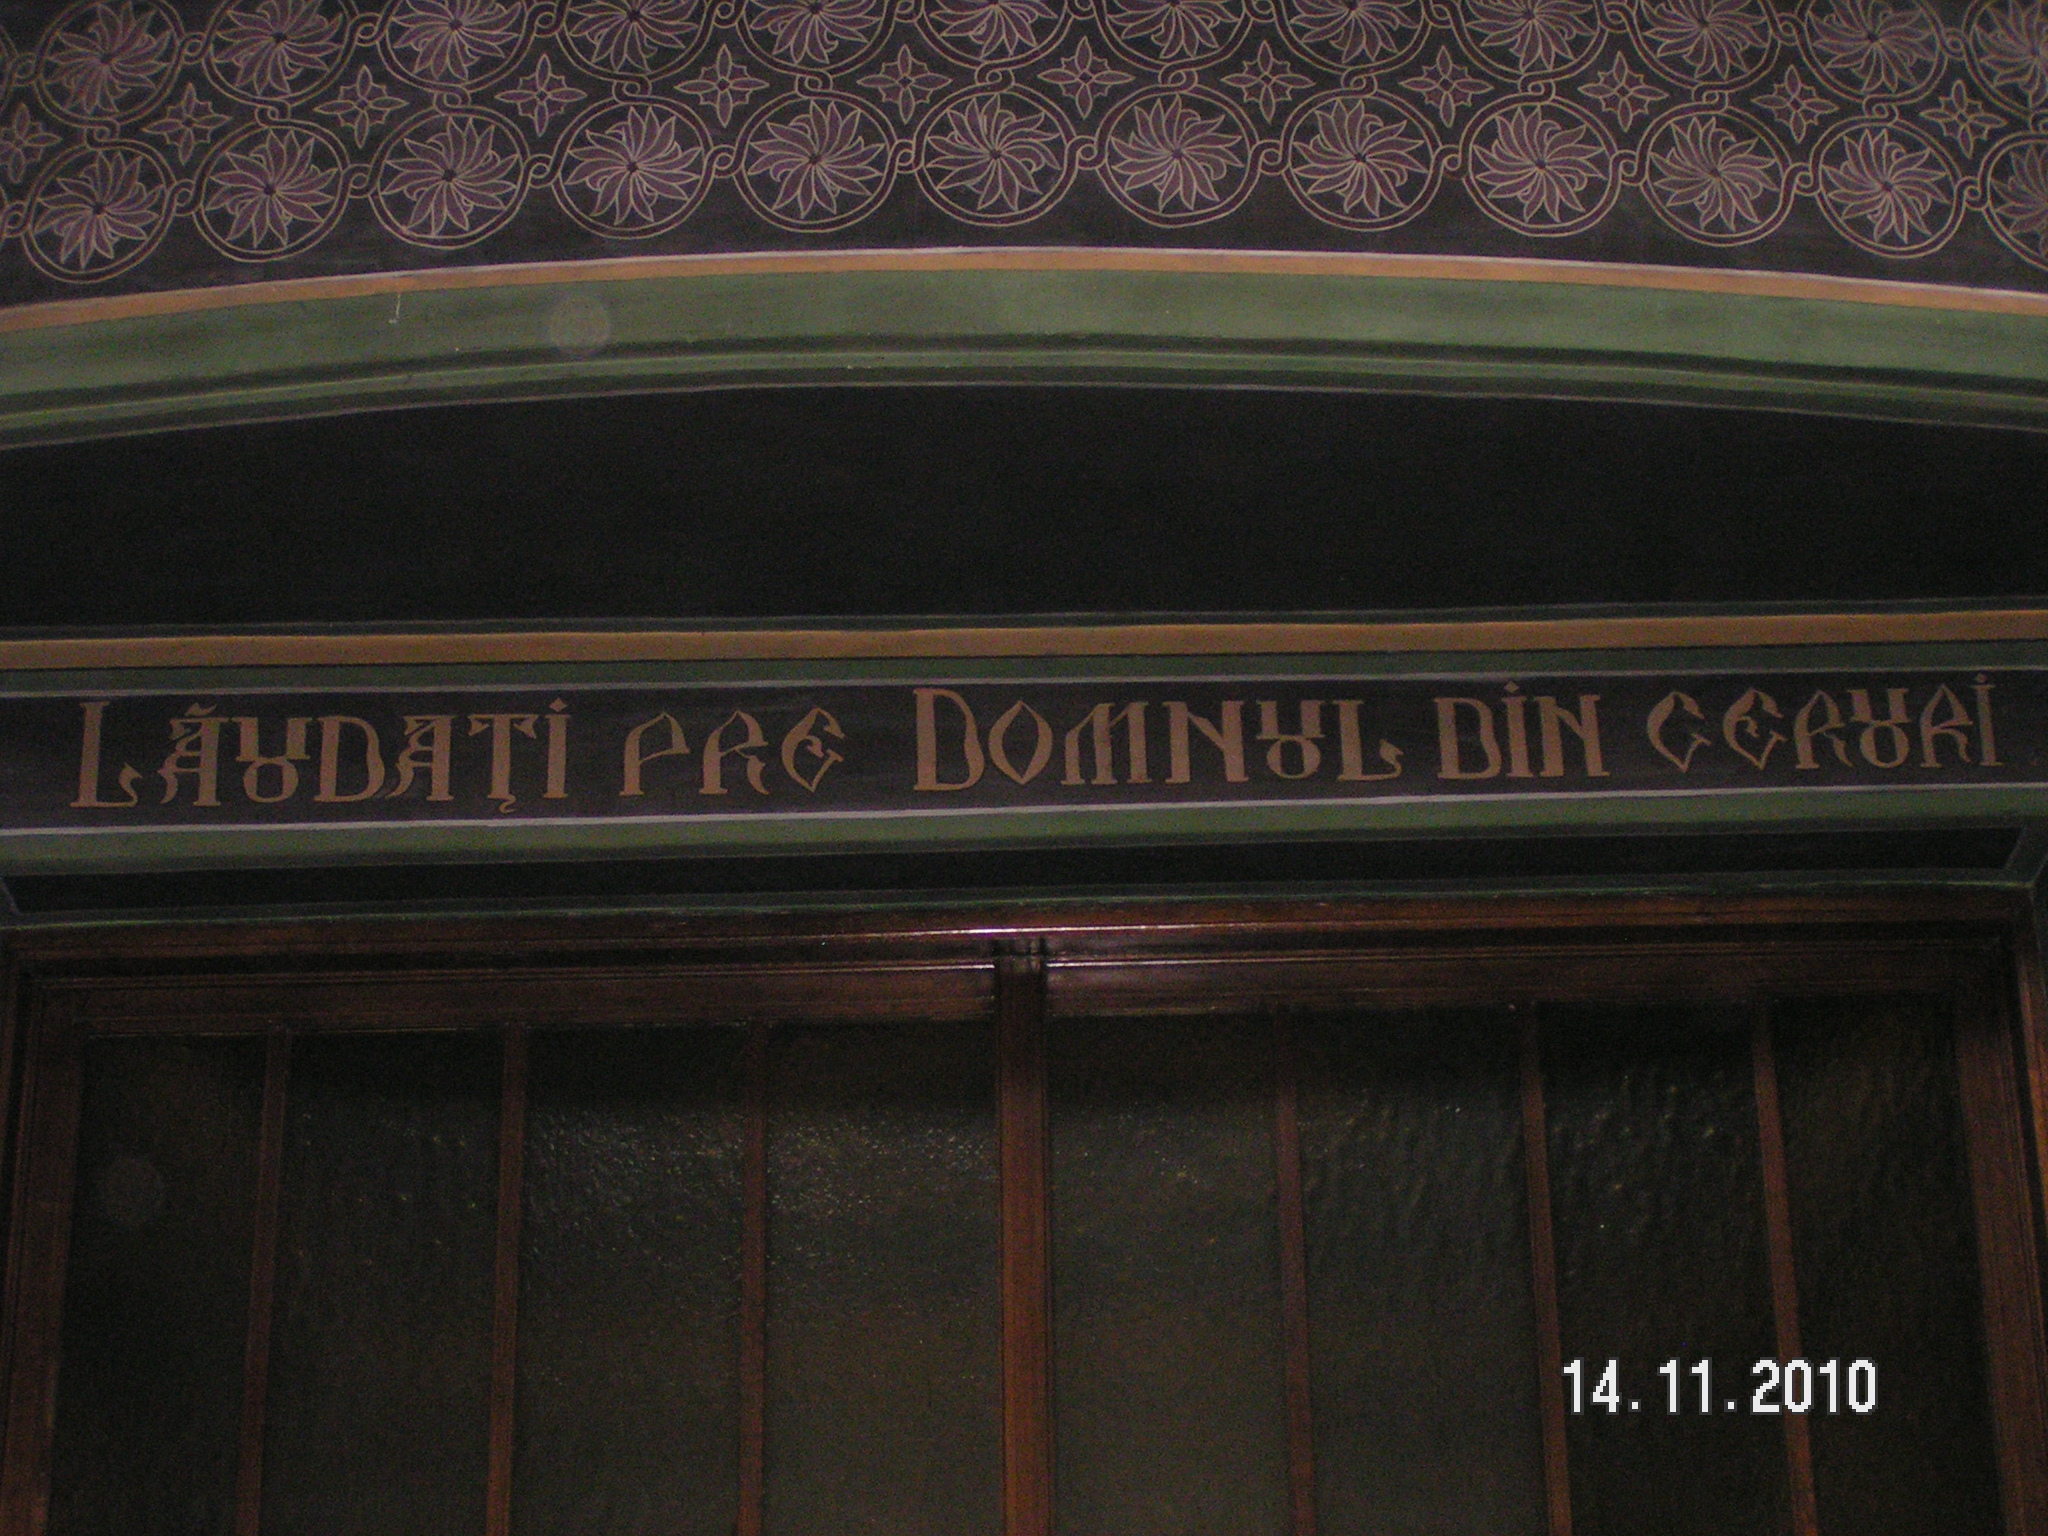 LĂUDAȚI PRE DOMNUL DIN CERURI
14.11.2010